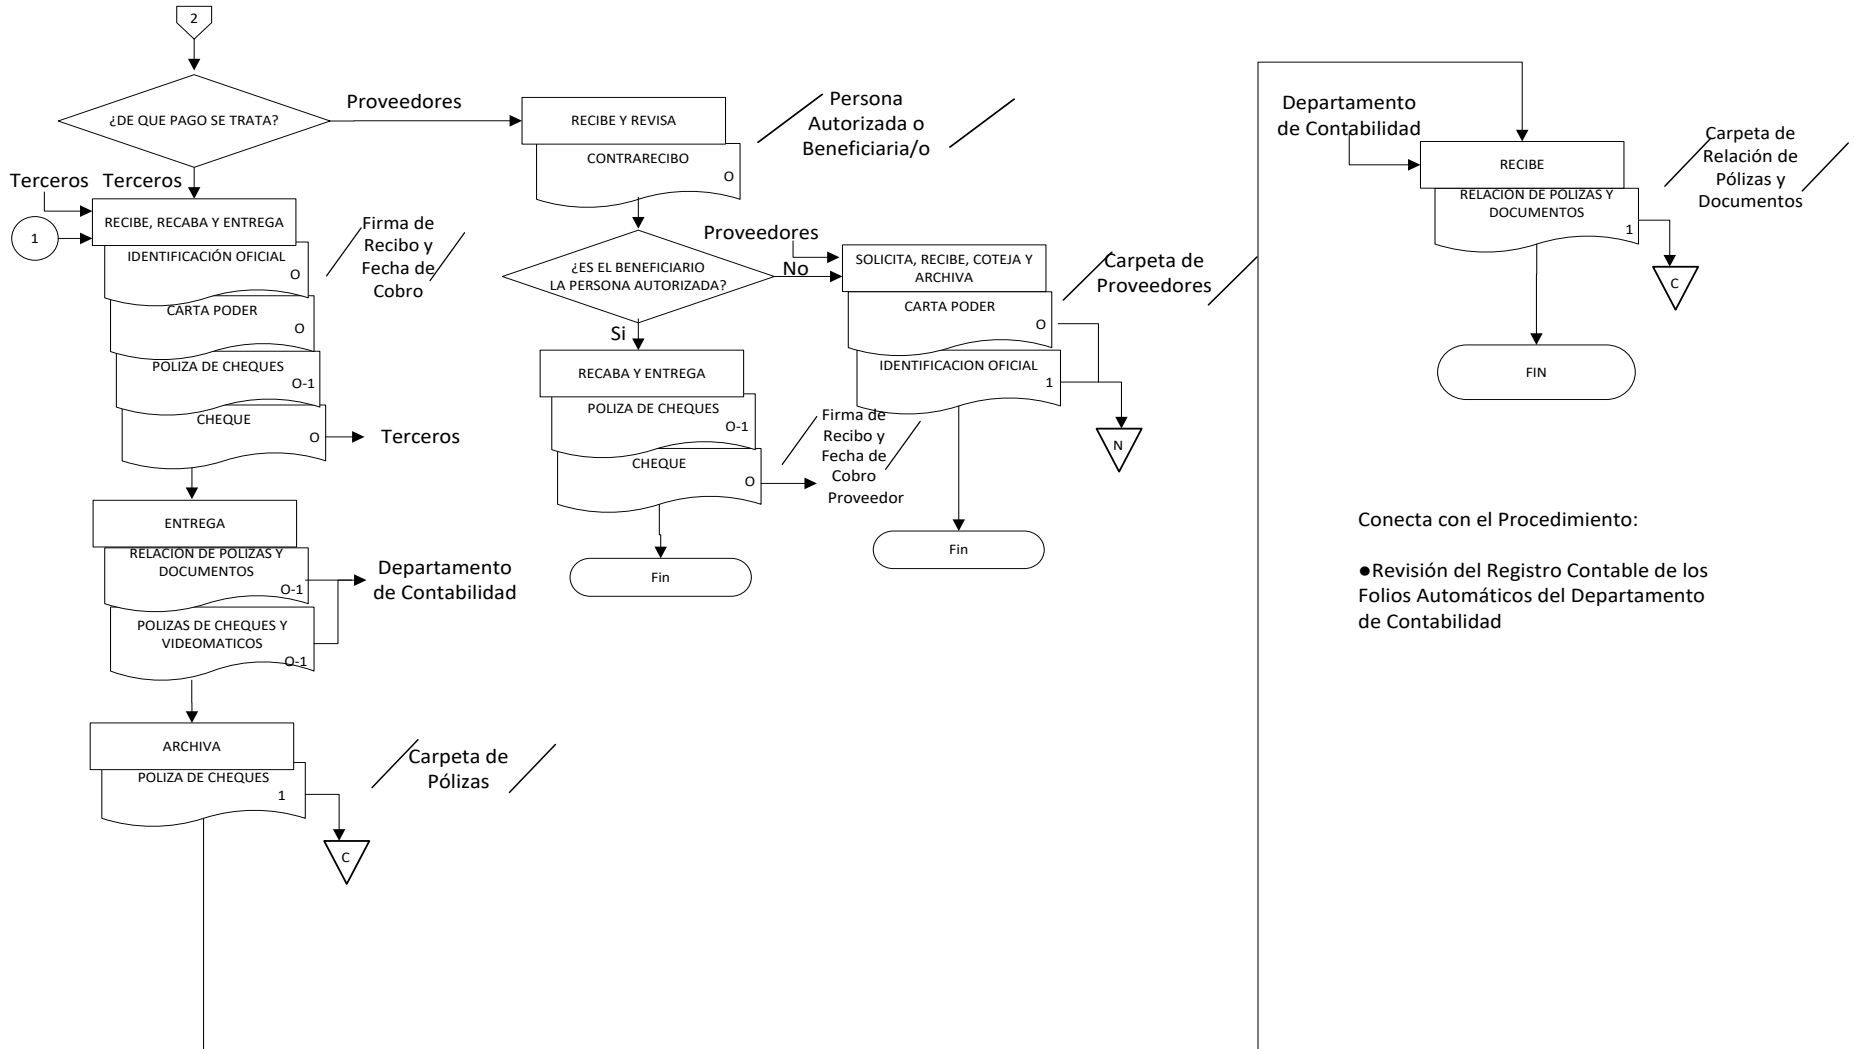 2
¿DE QUE PAGO SE TRATA?
Proveedores
Terceros
Terceros
1
RECIBE, RECABA Y ENTREGA
IDENTIFICACIÓN OFICIAL
O
CARTA PODER
O
POLIZA DE CHEQUES
O-1
CHEQUE
O
Terceros
Firma de
Recibo y
Fecha de
Cobro
ENTREGA
RELACION DE POLIZAS Y
DOCUMENTOS
O-1
POLIZAS DE CHEQUES Y
VIDEOMATICOS
O-1
Departamento
de Contabilidad
ARCHIVA
POLIZA DE CHEQUES
1
C
Carpeta de
Pólizas
RECIBE Y REVISA
CONTRARECIBO
O
Persona
Autorizada o
Beneficiaria/o
¿ES EL BENEFICIARIO
LA PERSONA AUTORIZADA?
No
Si
RECABA Y ENTREGA
POLIZA DE CHEQUES
O-1
CHEQUE
O
Firma de
Recibo y
Fecha de
Cobro
Proveedor
Fin
Proveedores
SOLICITA, RECIBE, COTEJA Y
ARCHIVA
CARTA PODER
O
IDENTIFICACION OFICIAL
1
N
Carpeta de
Proveedores
Fin
Departamento
de Contabilidad
RECIBE
RELACION DE POLIZAS Y
DOCUMENTOS
1
C
Carpeta de
Relación de
Pólizas y
Documentos
FIN
Conecta con el Procedimiento:
●Revisión del Registro Contable de los
Folios Automáticos del Departamento
de Contabilidad